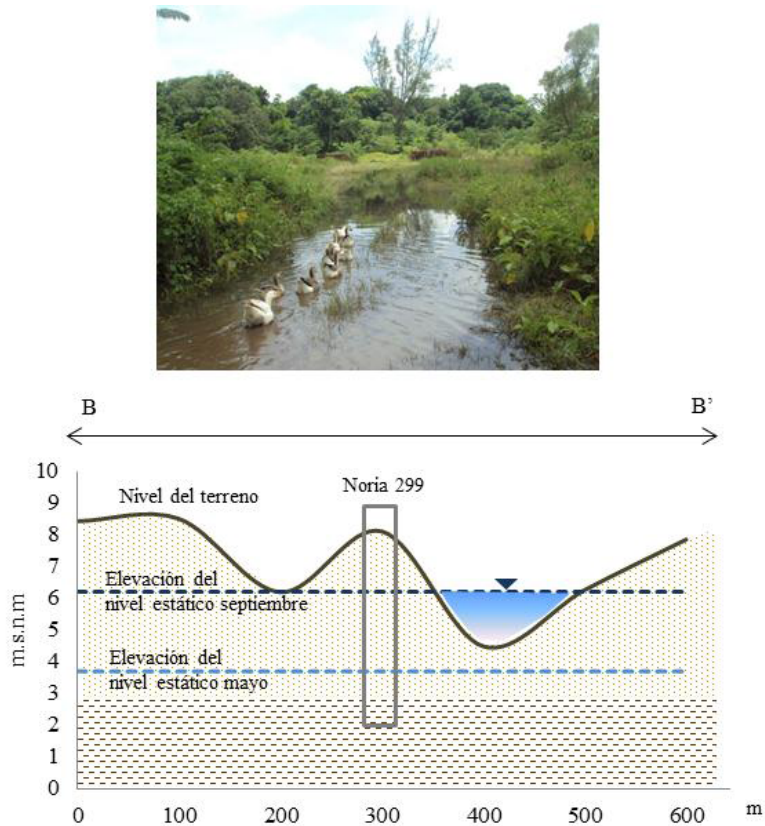 B
B’
10
9
8
7
6
5
4
3
2
1
0
m.s.n.m
Nivel del terreno
Noria 299
Elevación del
nivel estático septiembre
Elevación del
nivel estático mayo
0
100
200
300
400
500
600
m